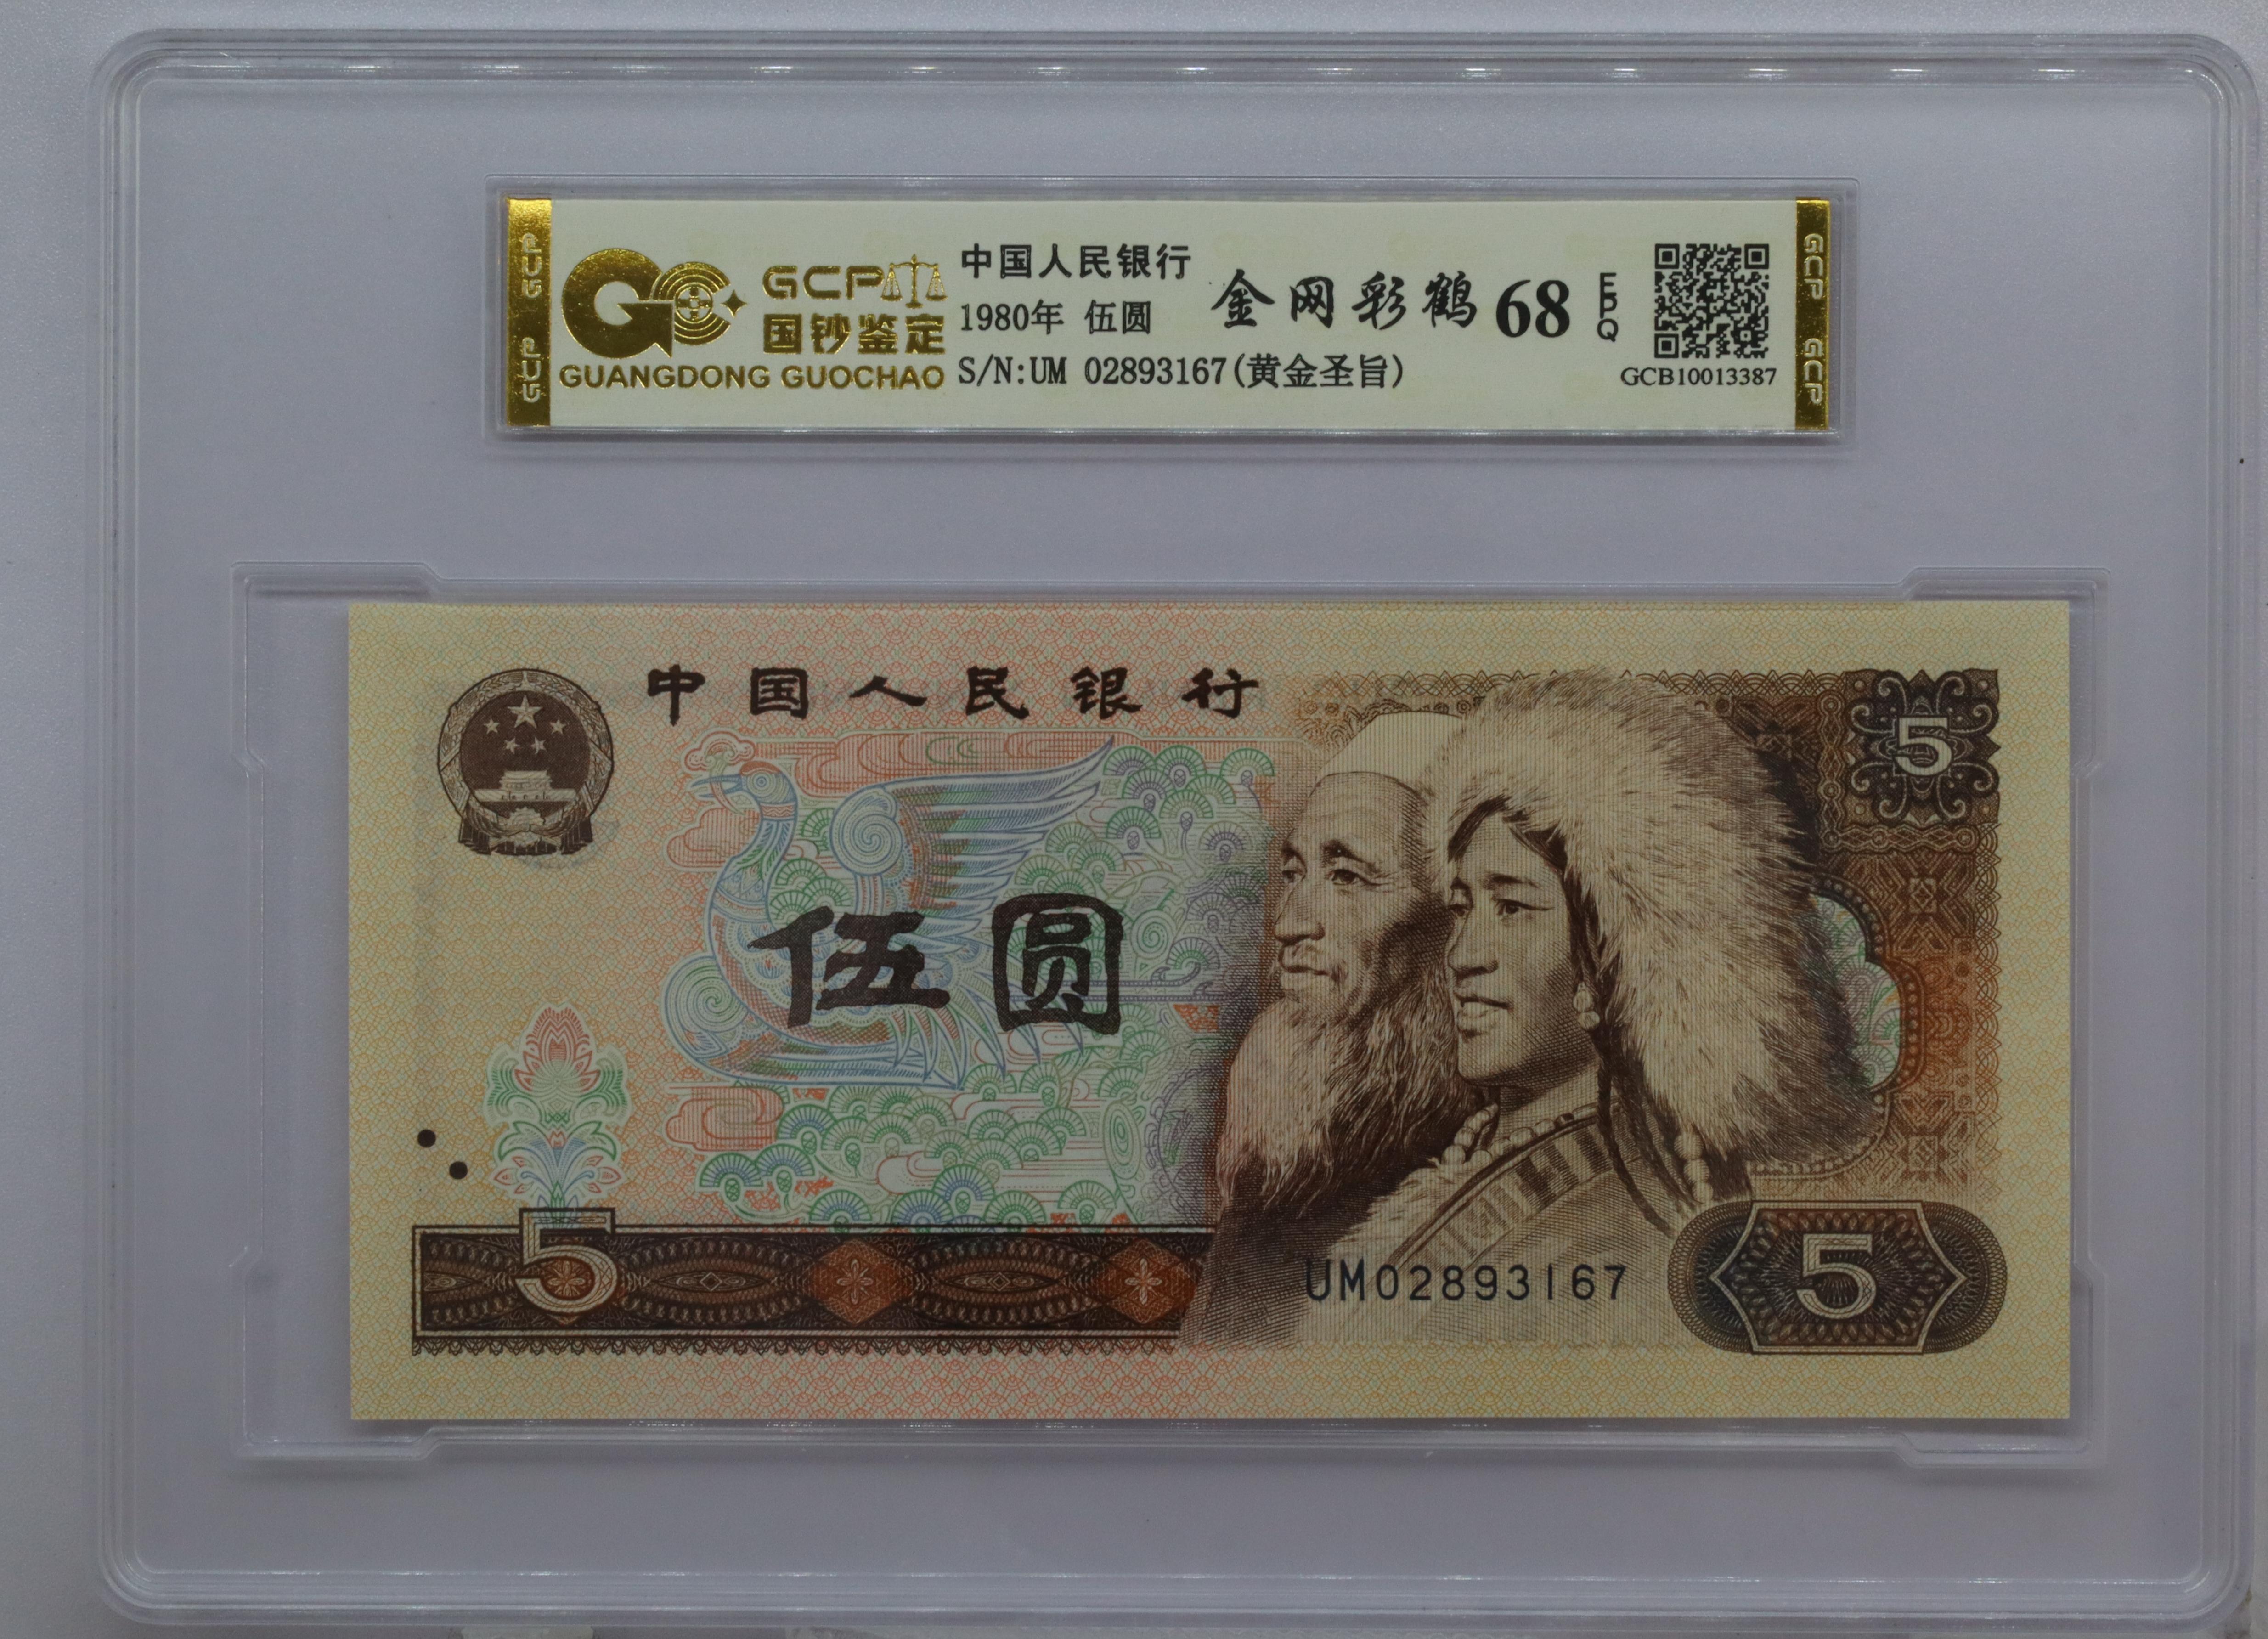 GCP
国钞鉴定
GUANGDONG GUOCHAO
中国人民银行
1980年 伍圆
S/N:UM 02893167(黄金圣旨)
金网彩鹤 68 EPQ
GCB10013387
GCP GCP
GCP GCP
中国人民银行
5
伍圆
5
UM02893167
5